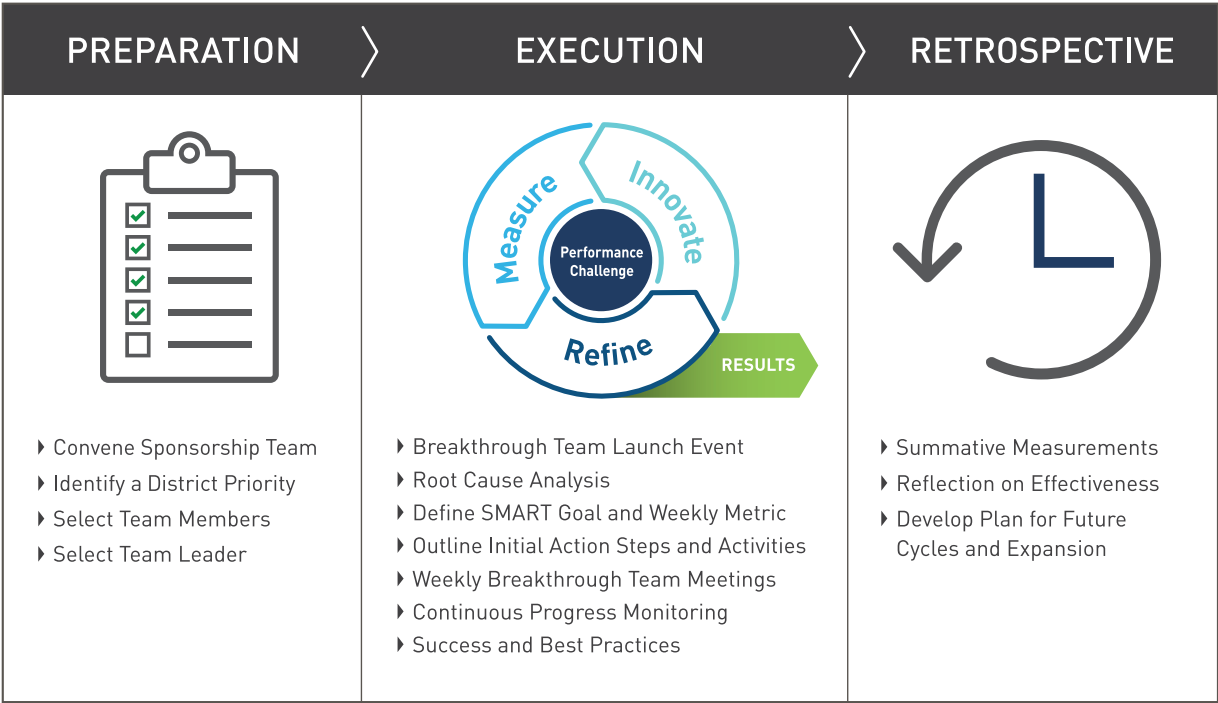 PREPARATION
EXECUTION
RETROSPECTIVE
Measure
Innovate
Performance
Challenge
Refine
RESULTS
Convene Sponsorship Team
Identify a District Priority
Select Team Members
Select Team Leader
Breakthrough Team Launch Event
Root Cause Analysis
Define SMART Goal and Weekly Metric
Outline Initial Action Steps and Activities
Weekly Breakthrough Team Meetings
Continuous Progress Monitoring
Success and Best Practices
Summative Measurements
Reflection on Effectiveness
Develop Plan for Future
Cycles and Expansion